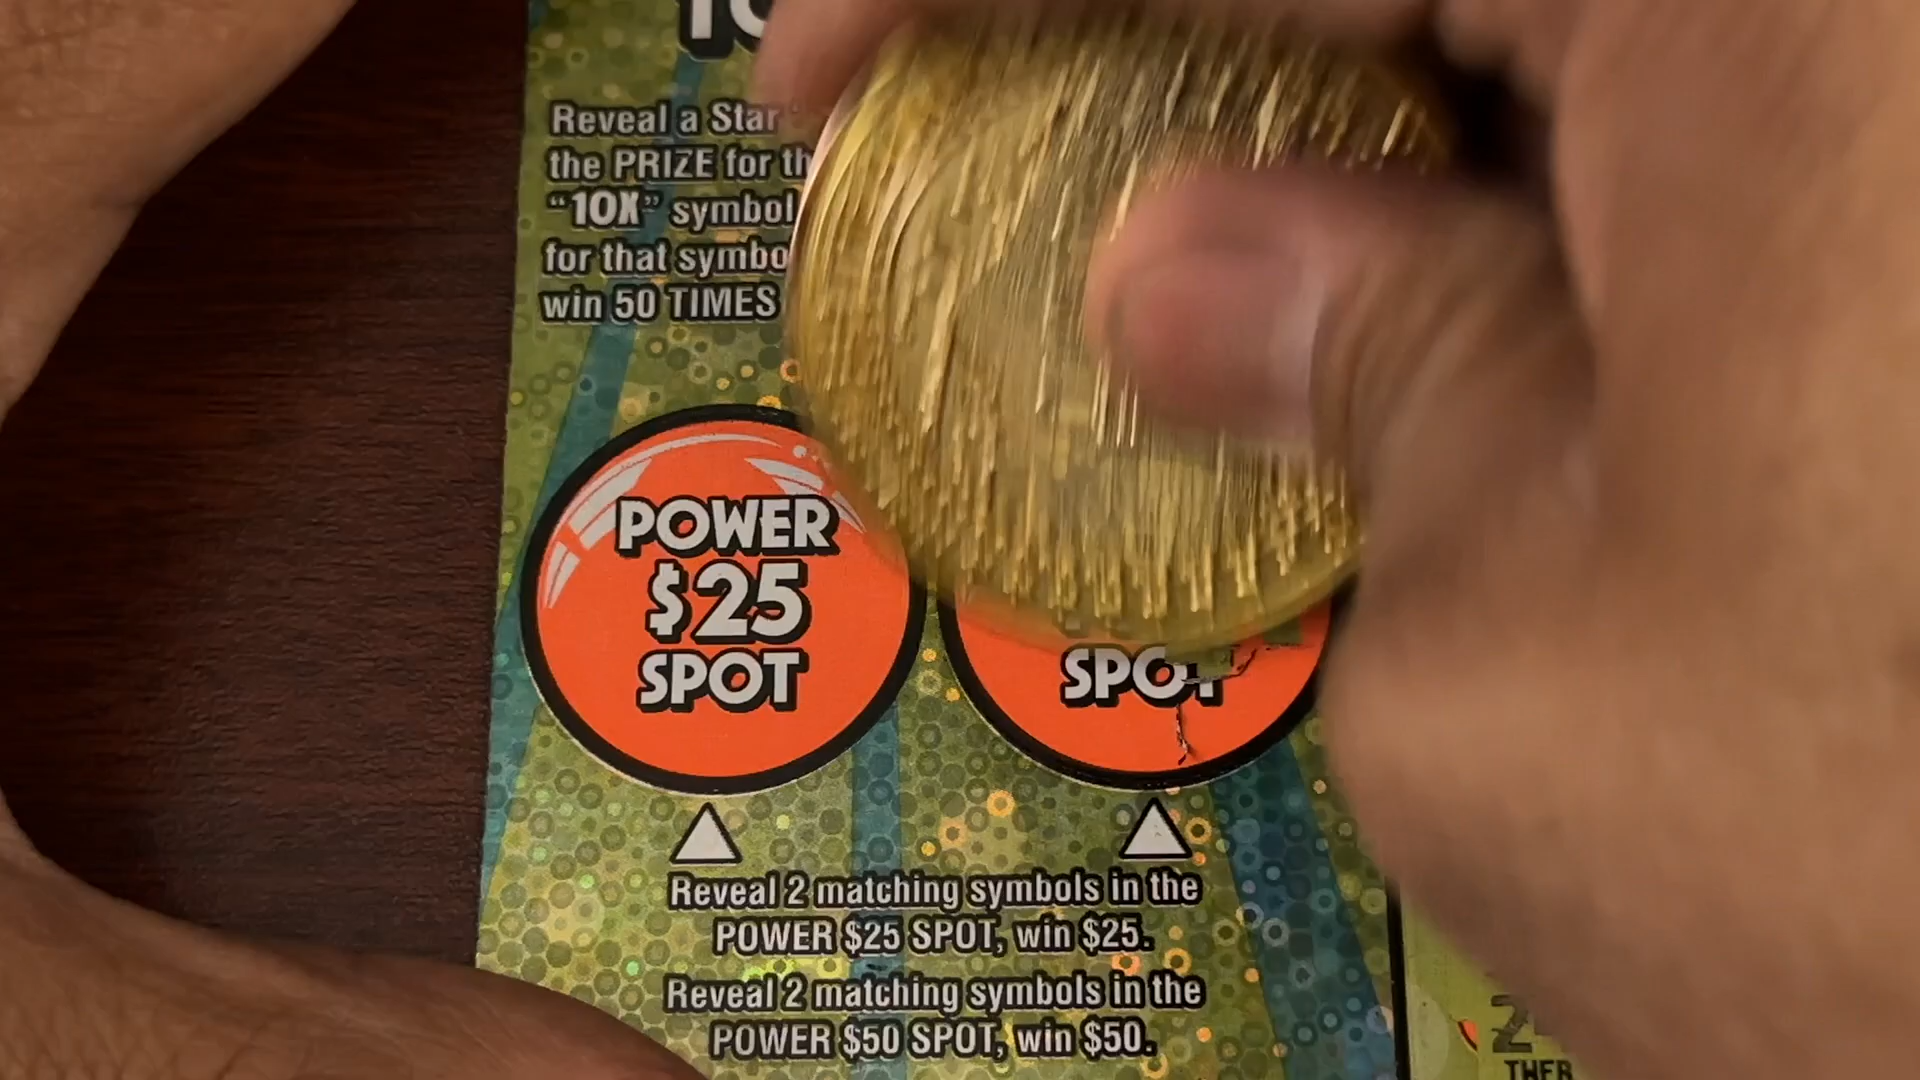 10
Reveal a Star
the PRIZE for th
"10X" symbol
for that symbo
win 50 TIMES
POWER
$25
SPOT
SPOT
Reveal 2 matching symbols in the
POWER $25 SPOT, win $25.
Reveal 2 matching symbols in the
POWER $50 SPOT, win $50.